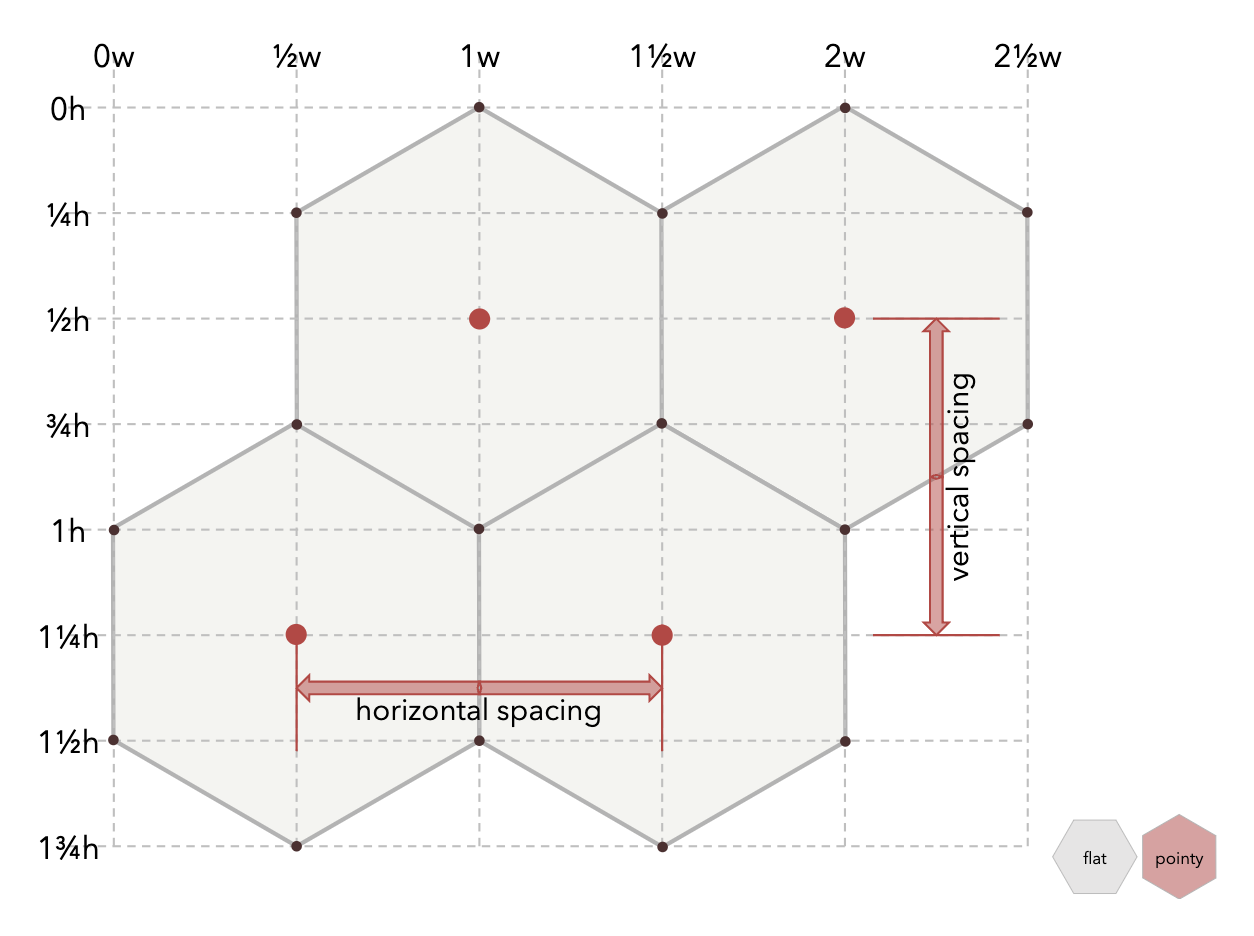 0w ½w 1w 1½w 2w 2½w
0h
¼h
½h
¾h
vertical spacing
1h
1¼h
horizontal spacing
1½h
1¾h
flat pointy